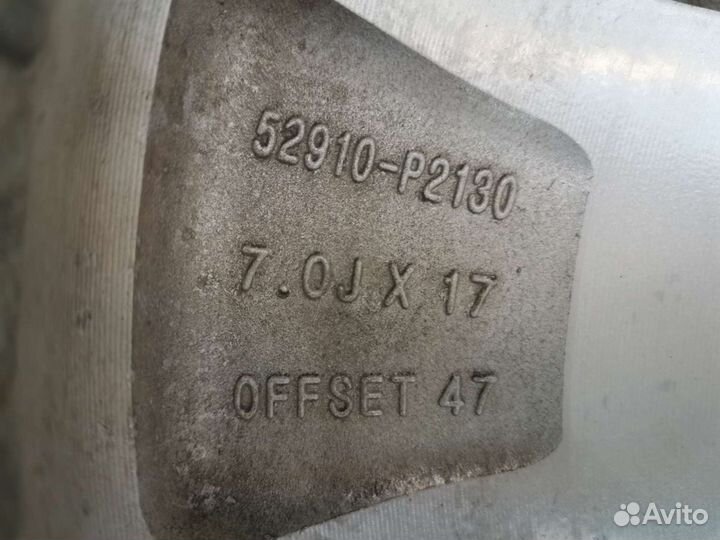 52910-P2130
7.0J X 17
OFFSET 47
Avito